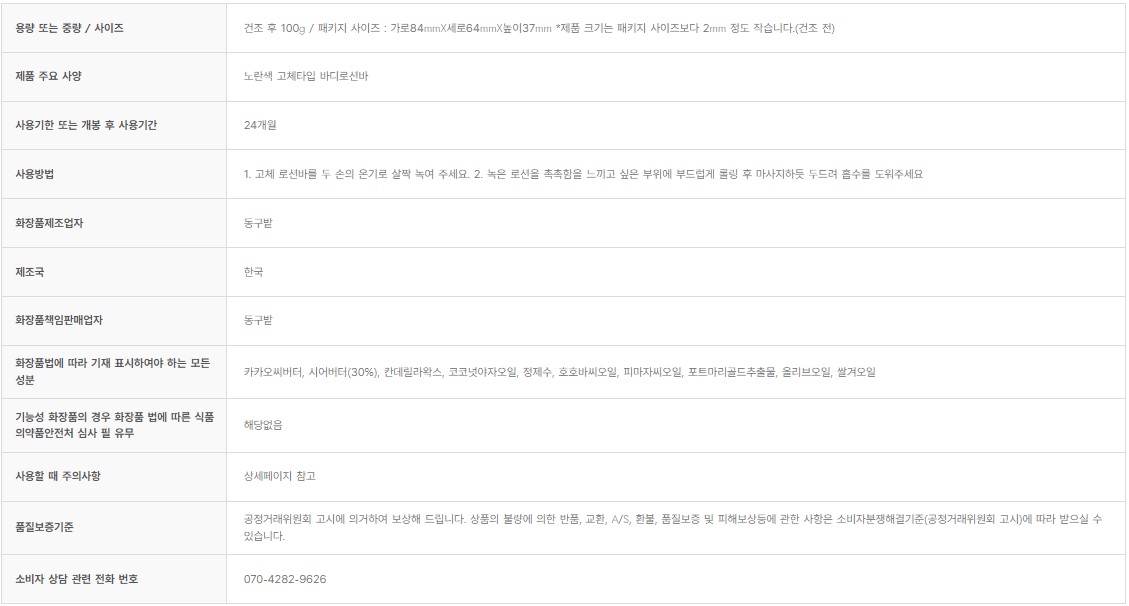 용량 또는 중량 / 사이즈
건조 후 100g / 패키지 사이즈 : 가로84mmX세로64mmX높이37mm *제품 크기는 패키지 사이즈보다 2mm 정도 작습니다.(건조 전)
제품 주요 사양
노란색 고체타입 바디로션바
사용기한 또는 개봉 후 사용기간
24개월
사용방법
1. 고체 로션바를 두 손의 온기로 살짝 녹여 주세요. 2. 녹은 로션을 촉촉함을 느끼고 싶은 부위에 부드럽게 롤링 후 마사지하듯 두드려 흡수를 도와주세요
화장품제조업자
동구밭
제조국
한국
화장품책임판매업자
동구밭
화장품법에 따라 기재 표시하여야 하는 모든
성분
카카오씨버터, 시어버터(30%), 칸데릴라왁스, 코코넛야자오일, 정제수, 호호바씨오일, 피마자씨오일, 포트마리골드추출물, 올리브오일, 쌀겨오일
기능성 화장품의 경우 화장품 법에 따른 식품
의약품안전처 심사 필 유무
해당없음
사용할 때 주의사항
상세페이지 참고
품질보증기준
공정거래위원회 고시에 의거하여 보상해 드립니다. 상품의 불량에 의한 반품, 교환, A/S, 환불, 품질보증 및 피해보상등에 관한 사항은 소비자분쟁해결기준(공정거래위원회 고시)에 따라 받으실 수
있습니다.
소비자 상담 관련 전화 번호
070-4282-9626